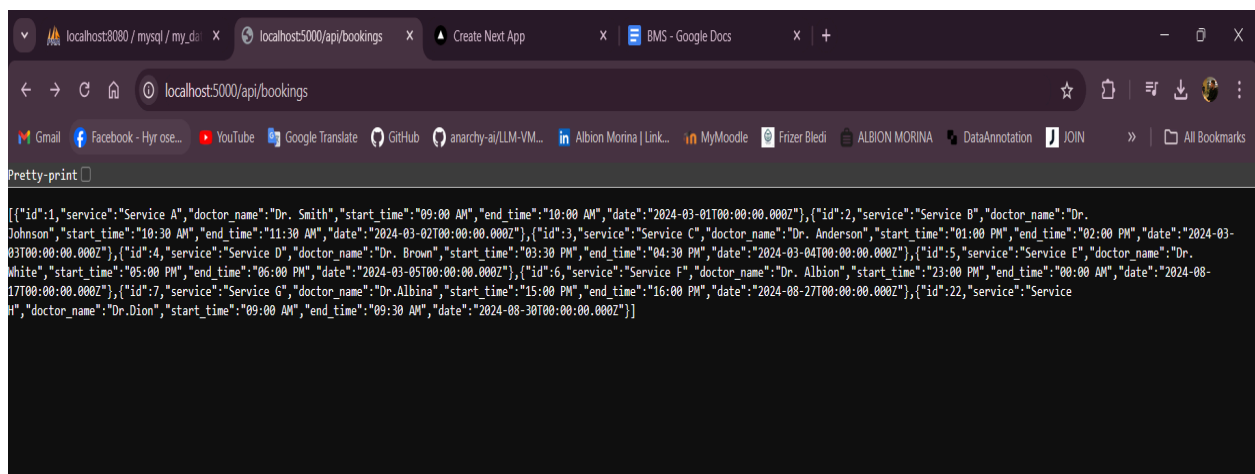 localhost:8080 / mysql / my_da
localhost:5000/api/bookings
Create Next App
BMS - Google Docs
localhost:5000/api/bookings
Gmail
Facebook - Hyr ose...
YouTube
Google Translate
GitHub
anarchy-ai/LLM-VM...
Albion Morina | Link...
MyMoodle
Frizer Bledi
ALBION MORINA
DataAnnotation
JOIN
All Bookmarks
Pretty-print
[{"id":1,"service":"Service A","doctor_name":"Dr. Smith","start_time":"09:00 AM","end_time":"10:00 AM","date":"2024-03-01T00:00:00.000Z"},{"id":2,"service":"Service B","doctor_name":"Dr.
Johnson","start_time":"10:30 AM","end_time":"11:30 AM","date":"2024-03-02T00:00:00.000Z"},{"id":3,"service":"Service C","doctor_name":"Dr. Anderson","start_time":"01:00 PM","end_time":"02:00 PM","date":"2024-03-
03T00:00:00.000Z"},{"id":4,"service":"Service D","doctor_name":"Dr. Brown","start_time":"03:30 PM","end_time":"04:30 PM","date":"2024-03-04T00:00:00.000Z"},{"id":5,"service":"Service E","doctor_name":"Dr.
White","start_time":"05:00 PM","end_time":"06:00 PM","date":"2024-03-05T00:00:00.000Z"},{"id":6,"service":"Service F","doctor_name":"Dr. Albion","start_time":"23:00 PM","end_time":"00:00 AM","date":"2024-08-
17T00:00:00.000Z"},{"id":7,"service":"Service G","doctor_name":"Dr.Albina","start_time":"15:00 PM","end_time":"16:00 PM","date":"2024-08-27T00:00:00.000Z"},{"id":22,"service":"Service
H","doctor_name":"Dr.Dion","start_time":"09:00 AM","end_time":"09:30 AM","date":"2024-08-30T00:00:00.000Z"}]